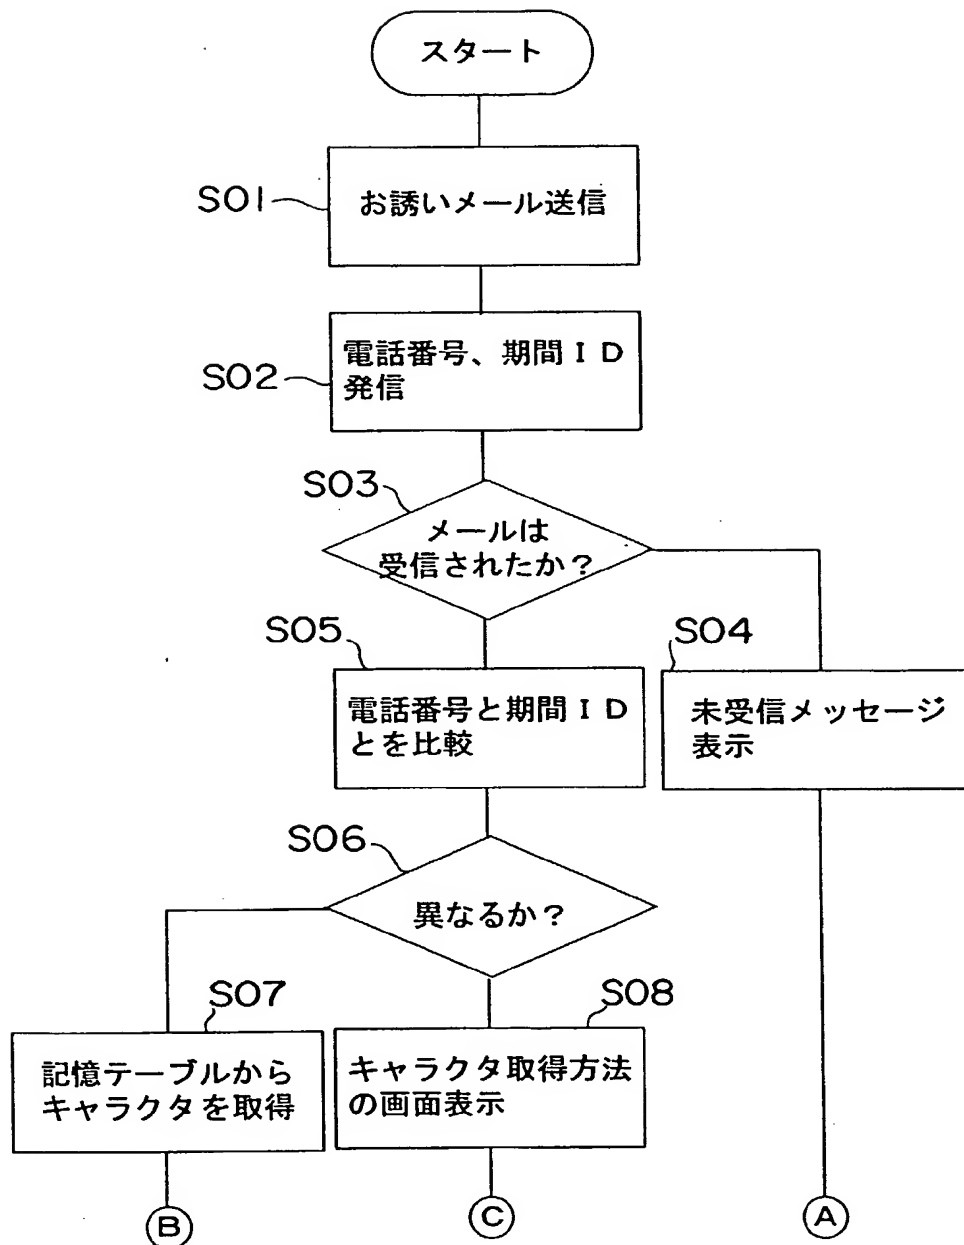 スタート
S01
お誘いメール送信
S02
電話番号、期間ＩＤ
発信
S03
メールは
受信されたか？
S05
電話番号と期間ＩＤ
とを比較
S04
未受信メッセージ
表示
S06
異なるか？
S07
記憶テーブルから
キャラクタを取得
S08
キャラクタ取得方法
の画面表示
B
C
A